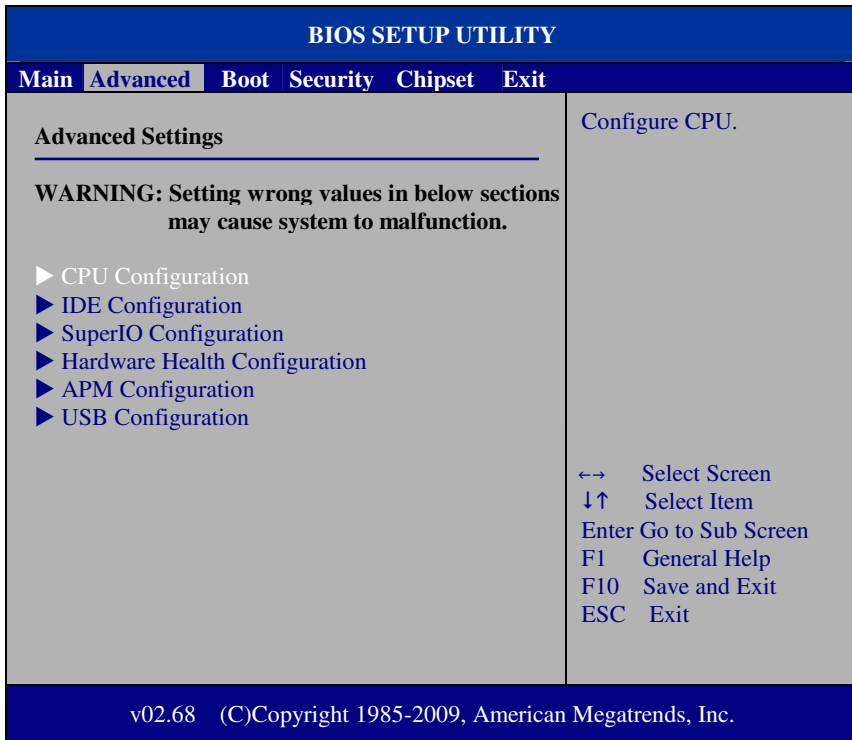 BIOS SETUP UTILITY
Main Advanced Boot Security Chipset Exit
Advanced Settings
WARNING: Setting wrong values in below sections
may cause system to malfunction.
▶ CPU Configuration
▶ IDE Configuration
▶ SuperIO Configuration
▶ Hardware Health Configuration
▶ APM Configuration
▶ USB Configuration
Configure CPU.
←→ Select Screen
↓↑ Select Item
Enter Go to Sub Screen
F1 General Help
F10 Save and Exit
ESC Exit
v02.68 (C)Copyright 1985-2009, American Megatrends, Inc.